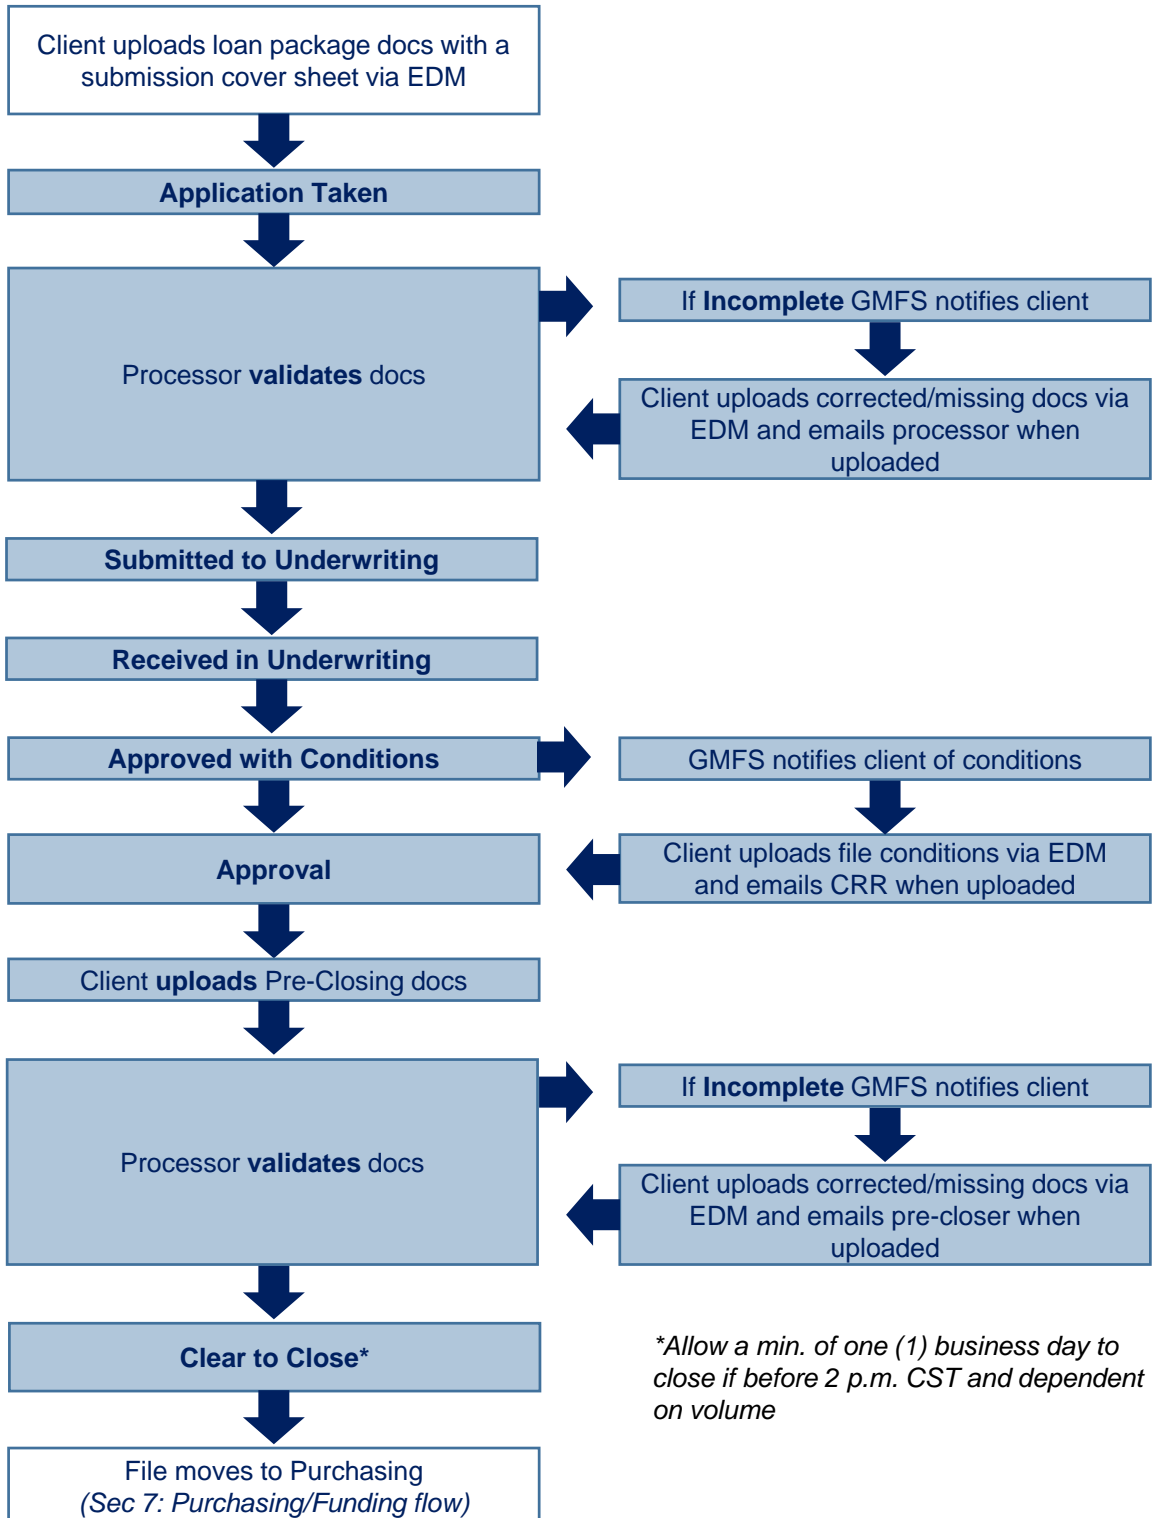 Client uploads loan package docs with a
submission cover sheet via EDM
Application Taken
Processor validates docs
If Incomplete GMFS notifies client
Client uploads corrected/missing docs via
EDM and emails processor when
uploaded
Submitted to Underwriting
Received in Underwriting
Approved with Conditions
GMFS notifies client of conditions
Approval
Client uploads file conditions via EDM
and emails CRR when uploaded
Client uploads Pre-Closing docs
Processor validates docs
If Incomplete GMFS notifies client
Client uploads corrected/missing docs via
EDM and emails pre-closer when
uploaded
Clear to Close*
*Allow a min. of one (1) business day to
close if before 2 p.m. CST and dependent
on volume
File moves to Purchasing
(Sec 7: Purchasing/Funding flow)